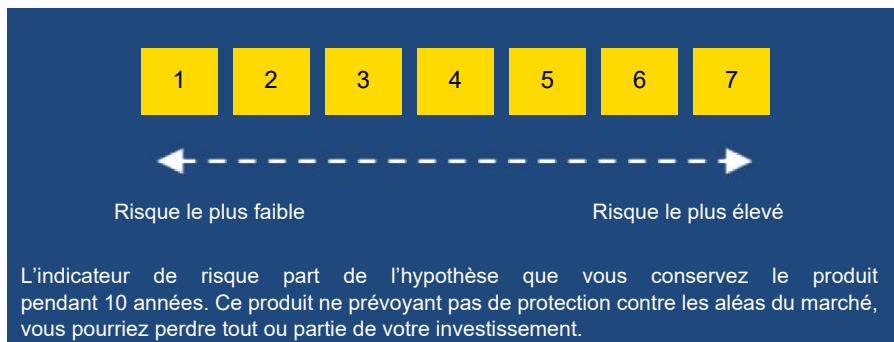 1 2 3 4 5 6 7
Risque le plus faible Risque le plus élevé
L’indicateur de risque part de l’hypothèse que vous conservez le produit
pendant 10 années. Ce produit ne prévoyant pas de protection contre les aléas du marché,
vous pourriez perdre tout ou partie de votre investissement.